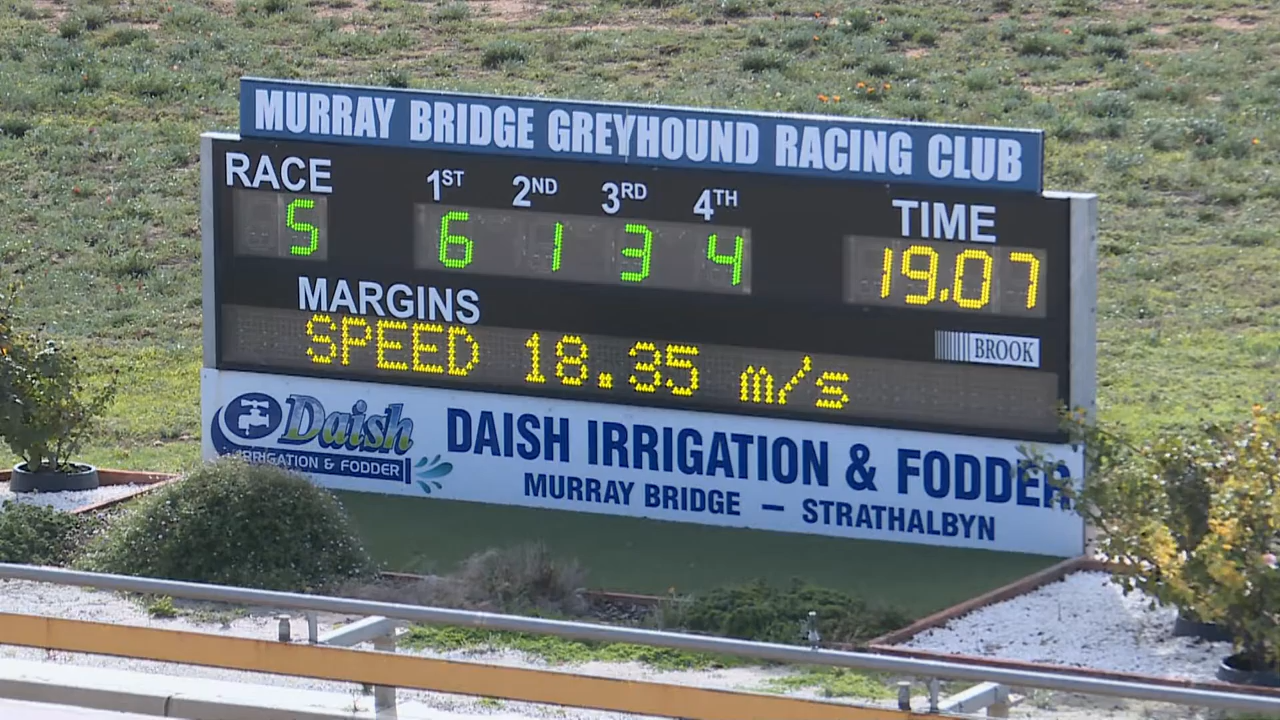 MURRAY BRIDGE GREYHOUND RACING CLUB
RACE 1ST 2ND 3RD 4TH TIME
5 6 1 3 4 19.07
MARGINS
BROOK
SPEED 18.35 m/s
Daish
IRRIGATION & FODDER
DAISH IRRIGATION & FODDER
MURRAY BRIDGE – STRATHALBYN